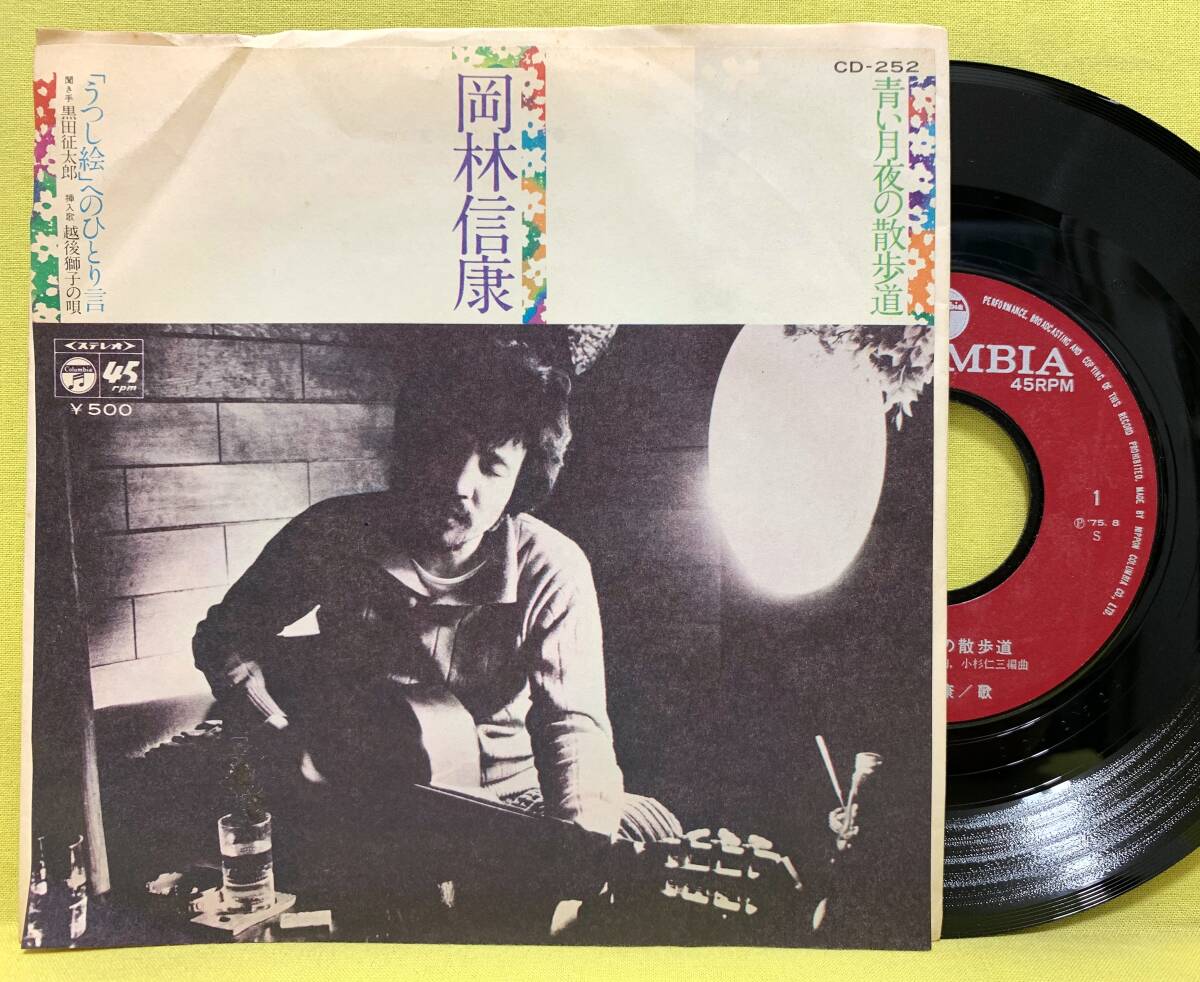 CD-252
青い月夜の散歩道
岡林信康
「うつし絵」へのひとり言
聞き手 黒田征太郎 挿入歌 越後獅子の唄
〈ステレオ〉
Columbia
45
rpm
¥500
MBIA
45RPM
PERFORMANCE, BROADCASTING AND COPYING OF THIS RECORD PROHIBITED. MADE BY NIPPON COLUMBIA CO., LTD.
1
Ⓟ '75. 8
S
の散歩道
小杉仁三編曲
康/歌